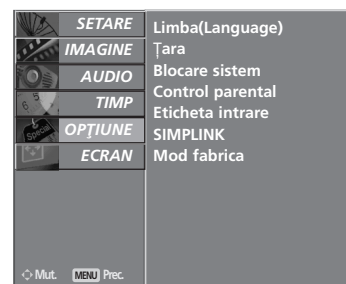 SETARE
IMAGINE
AUDIO
TIMP
Special
OPŢIUNE
ECRAN
Limba(Language)
Ţara
Blocare sistem
Control parental
Eticheta intrare
SIMPLINK
Mod fabrica
Mut. MENU Prec.